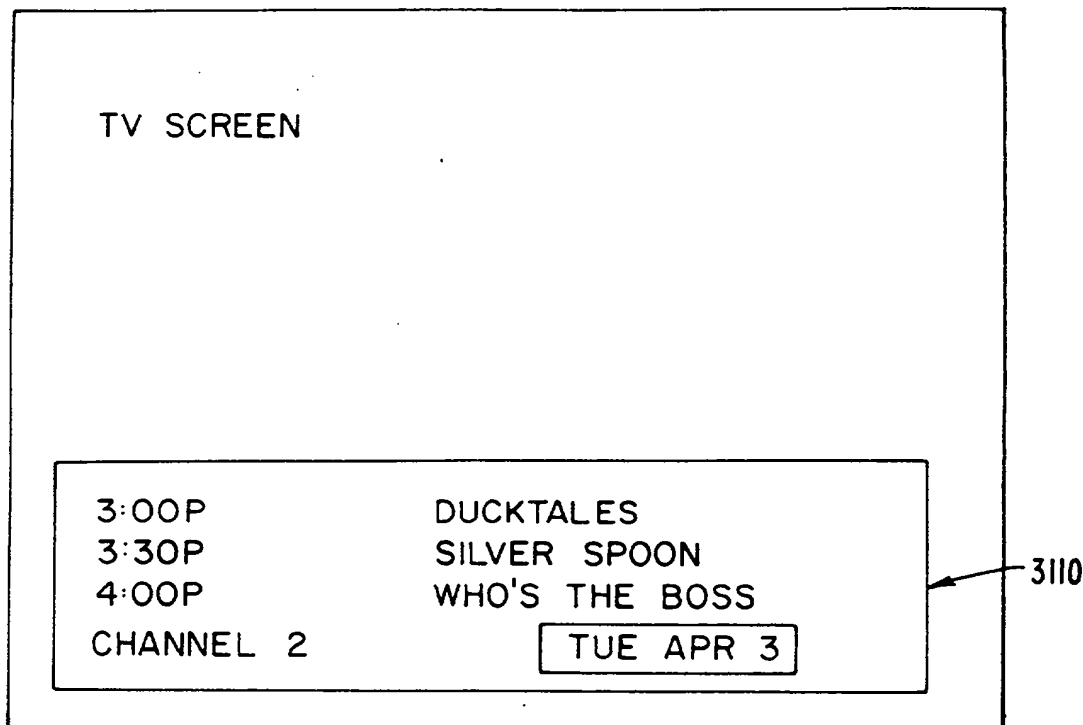 TV SCREEN
3:00P DUCKTALES
3:30P SILVER SPOON
4:00P WHO'S THE BOSS
CHANNEL 2 TUE APR 3
3110